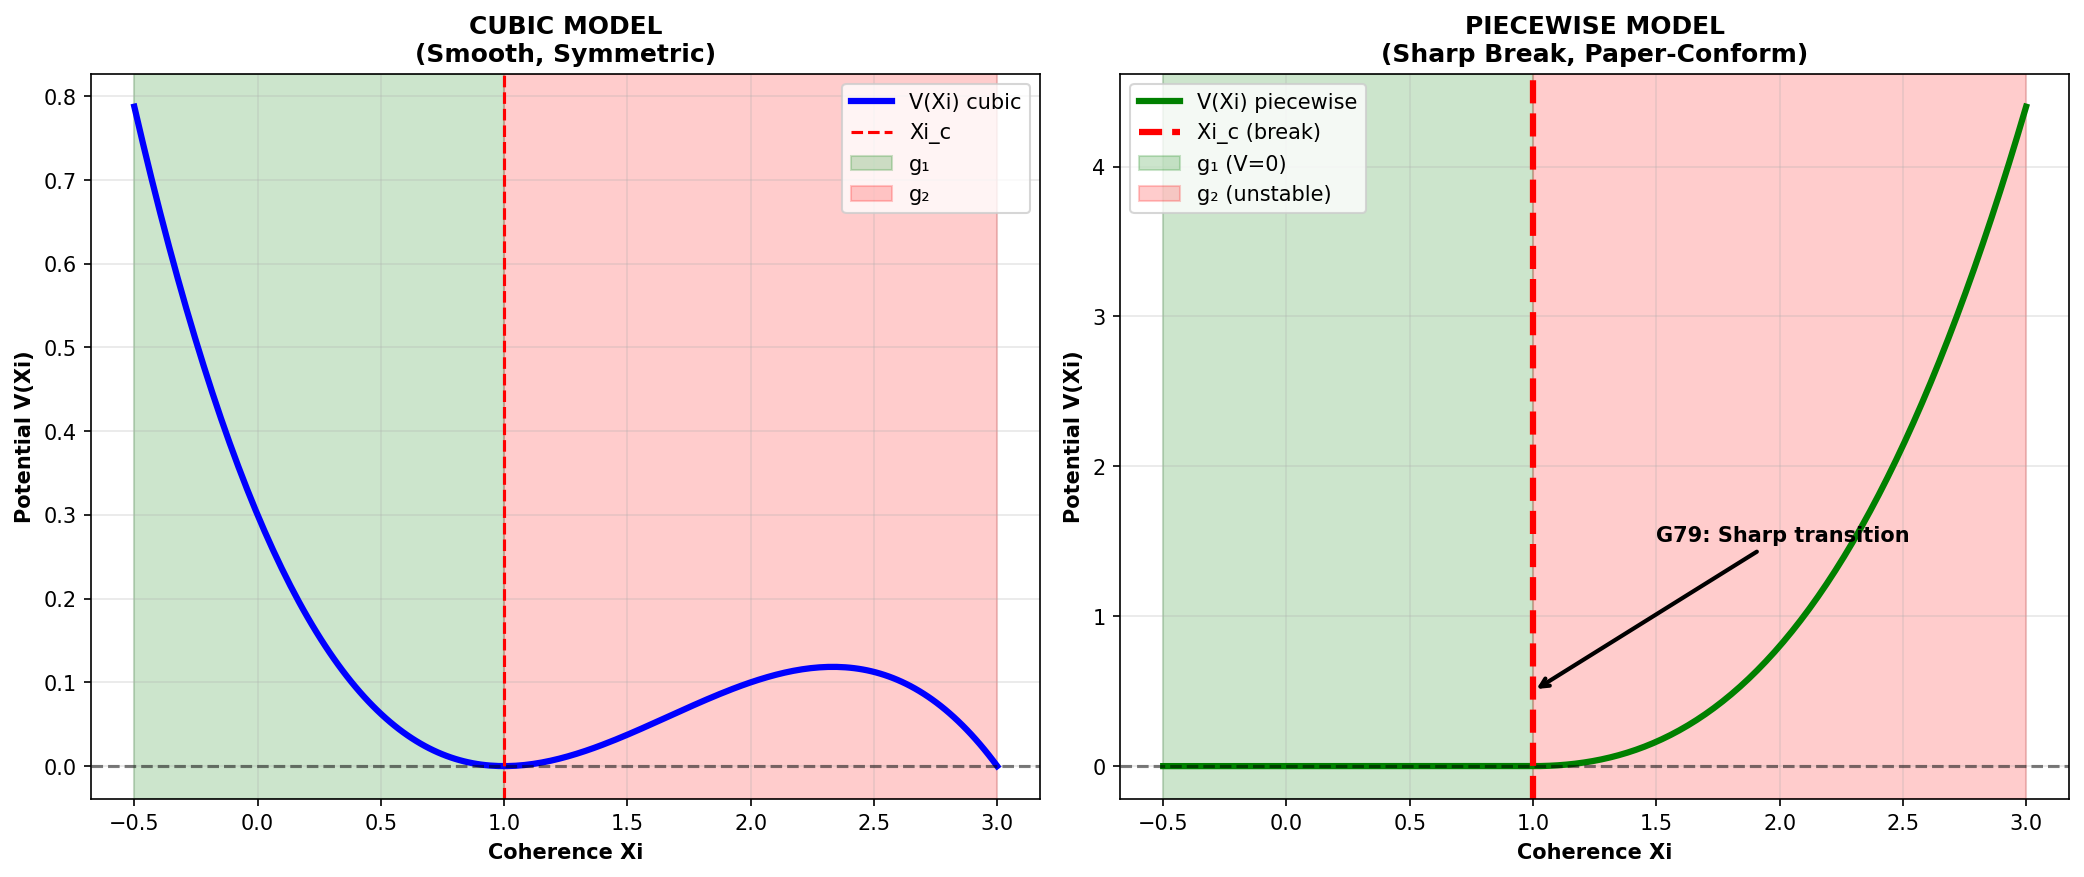 CUBIC MODEL
(Smooth, Symmetric)
Potential V(Xi)
0.8
0.7
0.6
0.5
0.4
0.3
0.2
0.1
0.0
V(Xi) cubic
Xi_c
g₁
g₂
−0.5 0.0 0.5 1.0 1.5 2.0 2.5 3.0
Coherence Xi
PIECEWISE MODEL
(Sharp Break, Paper-Conform)
Potential V(Xi)
4
3
2
1
0
V(Xi) piecewise
Xi_c (break)
g₁ (V=0)
g₂ (unstable)
G79: Sharp transition
−0.5 0.0 0.5 1.0 1.5 2.0 2.5 3.0
Coherence Xi